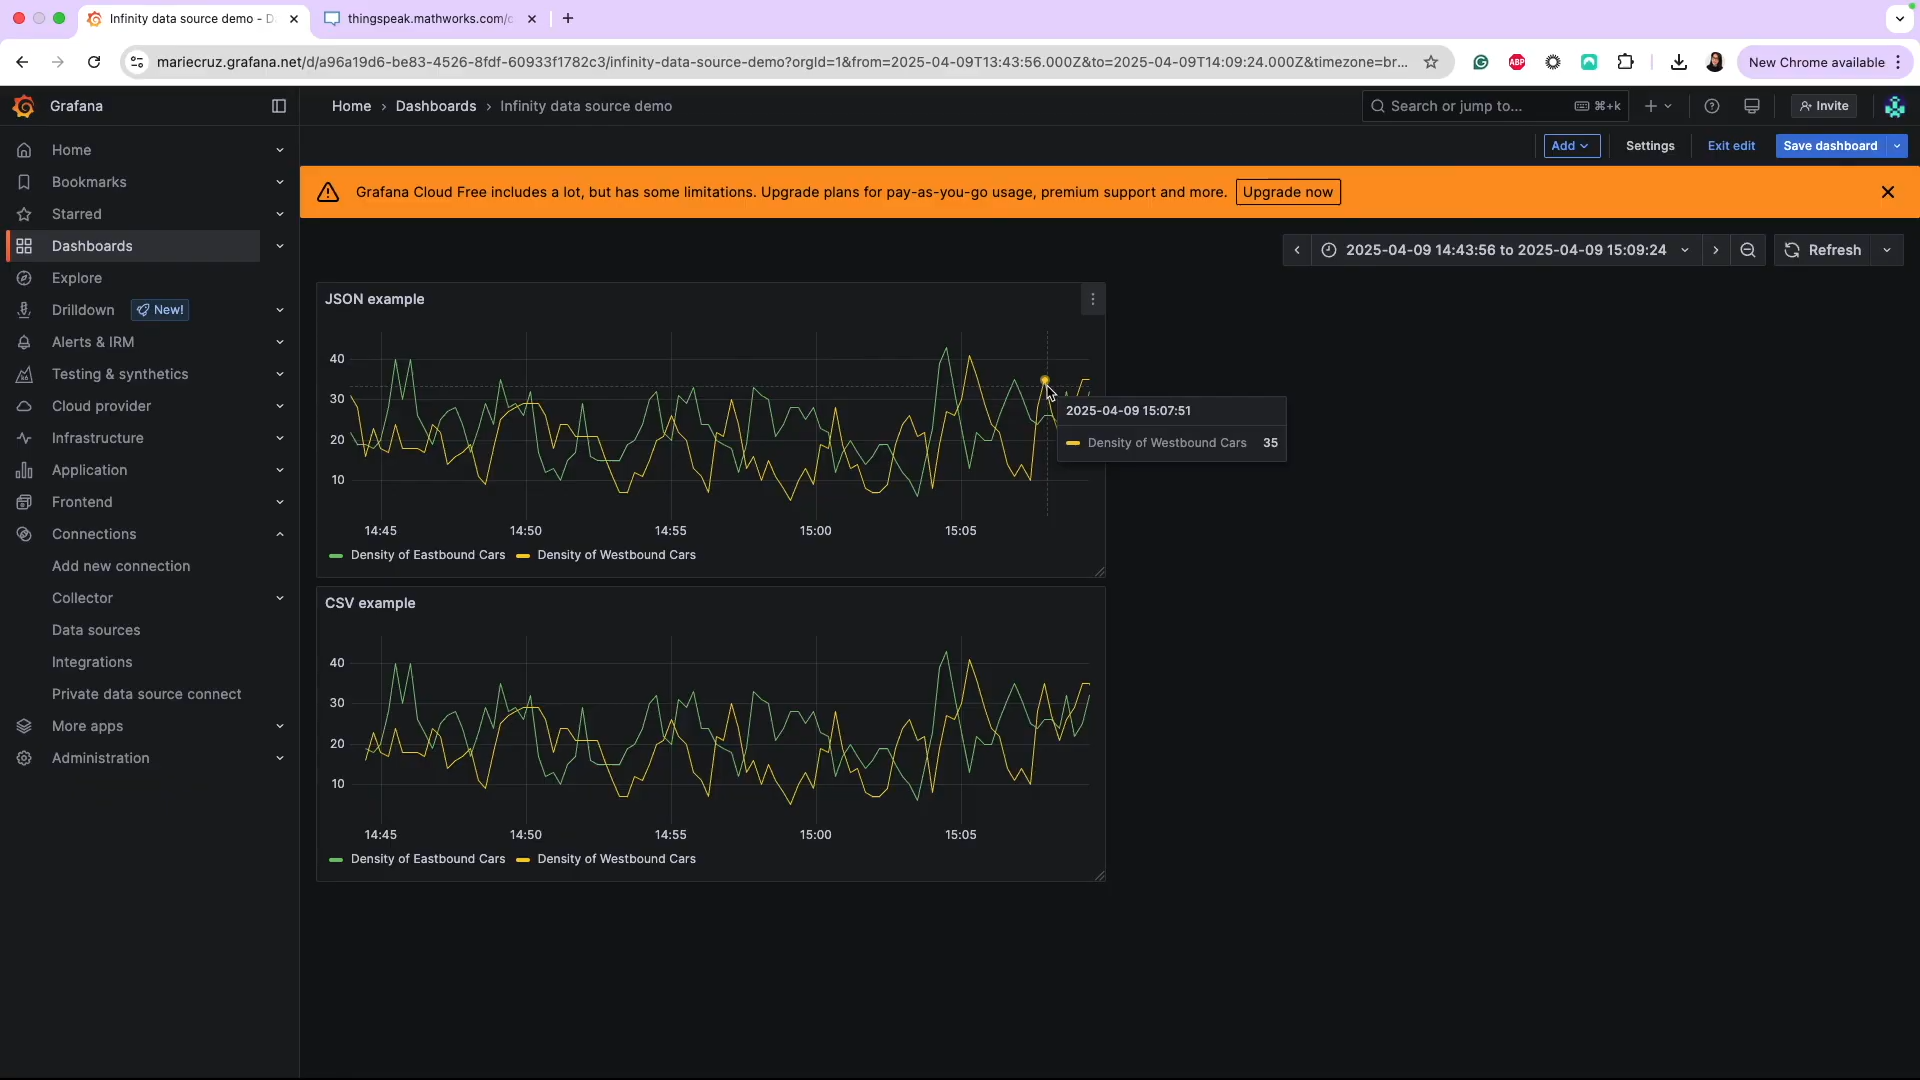 Infinity data source demo - D
thingspeak.mathworks.com/c
mariecruz.grafana.net/d/a96a19d6-be83-4526-8fdf-60933f1782c3/infinity-data-source-demo?orgId=1&from=2025-04-09T13:43:56.000Z&to=2025-04-09T14:09:24.000Z&timezone=br...
ABP
New Chrome available
Grafana
Home › Dashboards › Infinity data source demo
Search or jump to...
⌘+k
Invite
Add
Settings
Exit edit
Save dashboard
Grafana Cloud Free includes a lot, but has some limitations. Upgrade plans for pay-as-you-go usage, premium support and more.
Upgrade now
Home
Bookmarks
Starred
Dashboards
Explore
Drilldown
New!
Alerts & IRM
Testing & synthetics
Cloud provider
Infrastructure
Application
Frontend
Connections
Add new connection
Collector
Data sources
Integrations
Private data source connect
More apps
Administration
2025-04-09 14:43:56 to 2025-04-09 15:09:24
Refresh
JSON example
40
30
20
10
14:45 14:50 14:55 15:00 15:05
Density of Eastbound Cars Density of Westbound Cars
2025-04-09 15:07:51
Density of Westbound Cars 35
CSV example
40
30
20
10
14:45 14:50 14:55 15:00 15:05
Density of Eastbound Cars Density of Westbound Cars